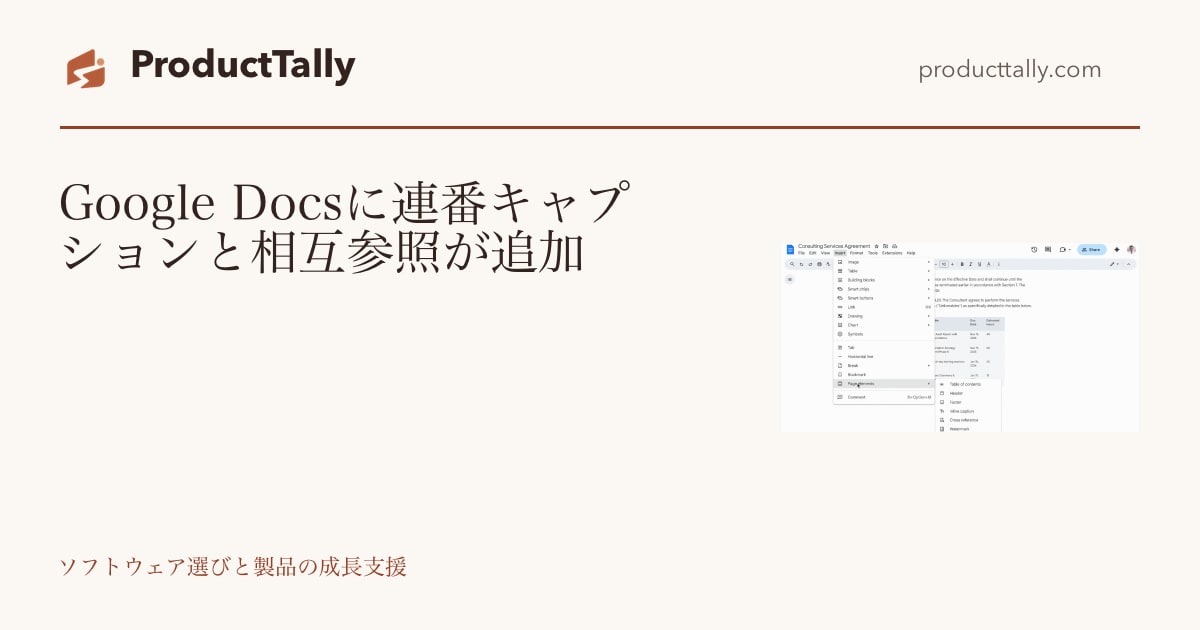 ProductTally
producttally.com
Google Docsに連番キャプ
ションと相互参照が追加
Consulting Services Agreement
File Edit View Insert Format Tools Extensions Help
Share
Image
Table
Building blocks
Smart chips
Smart buttons
Link
Drawing
Chart
Symbols
Tab
Horizontal line
Break
Bookmark
Page elements
Comment
Table of contents
Header
Footer
Cross reference
Watermark
ソフトウェア選びと製品の成長支援